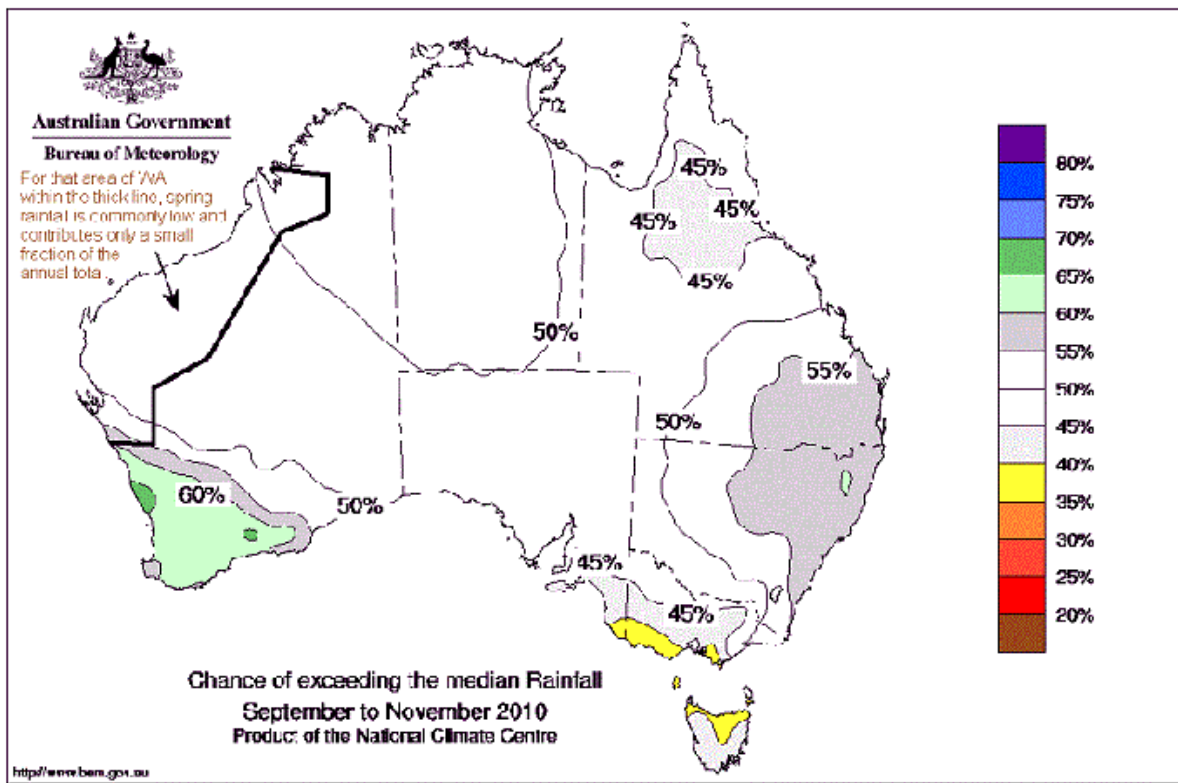 Australian Government
Bureau of Meteorology
For that area of WA
within the thick line, spring
rainfall is commonly low and
contributes only a small
fraction of the
annual total.
45%
45%
45%
45%
50%
55%
50%
60%
50%
45%
45%
80%
75%
70%
65%
60%
55%
50%
45%
40%
35%
30%
25%
20%
Chance of exceeding the median Rainfall
September to November 2010
Product of the National Climate Centre
http://www.bom.gov.au